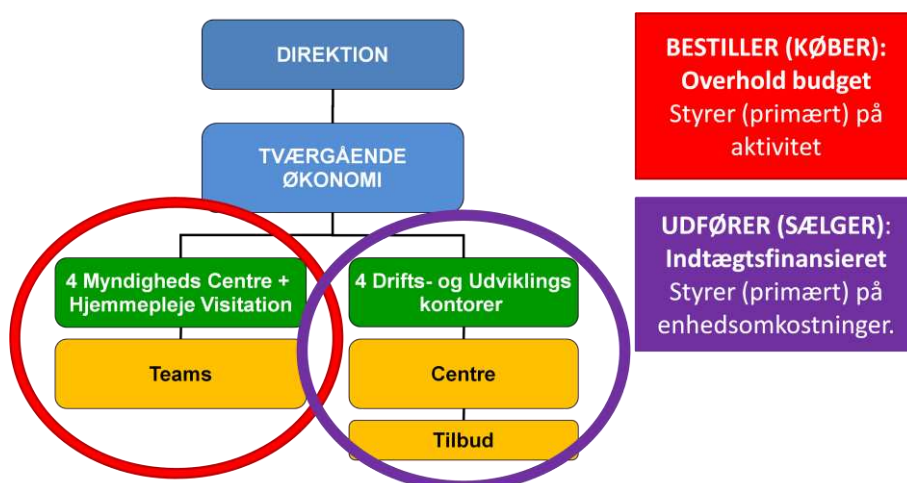 DIREKTION
TVÆRGÅENDE
ØKONOMI
4 Myndigheds Centre +
Hjemmepleje Visitation
Teams
4 Drifts- og Udviklings
kontorer
Centre
Tilbud
BESTILLER (KØBER):
Overhold budget
Styrer (primært) på
aktivitet
UDFØRER (SÆLGER):
Indtægtsfinansieret
Styrer (primært) på
enhedsomkostninger.